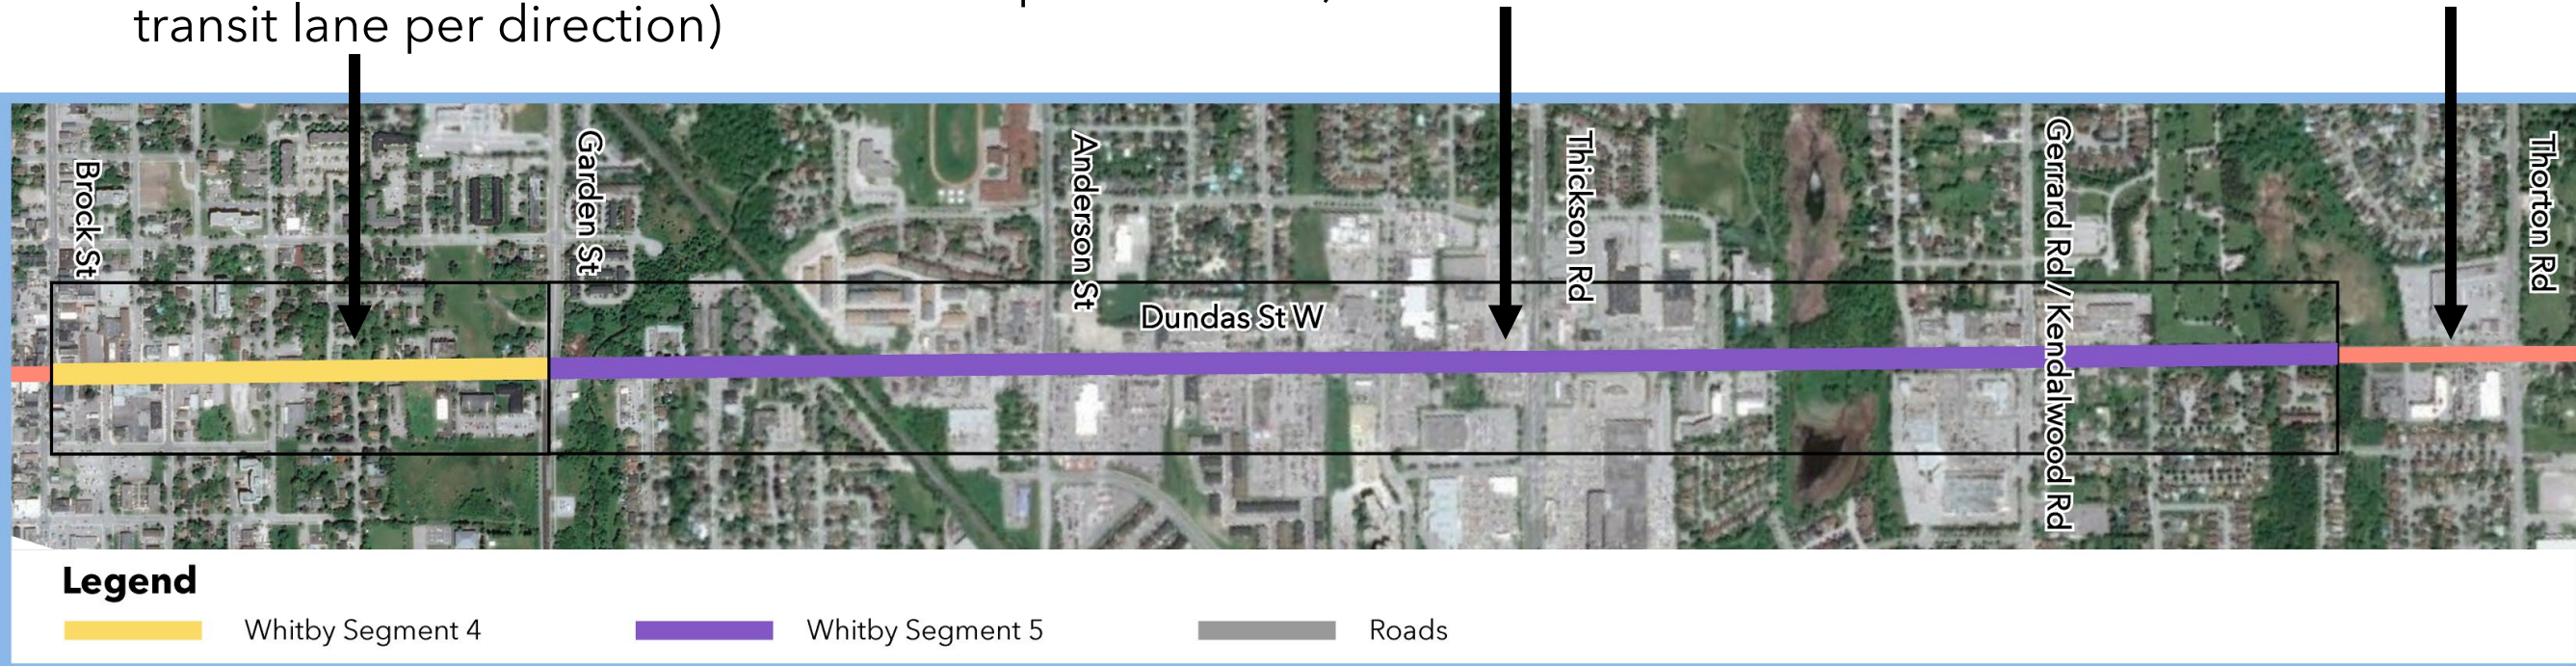 transit lane per direction)
Brock St
Garden St
Anderson St
Dundas St W
Thickson Rd
Gerrard Rd / Kendalwood Rd
Thornton Rd
Legend
Whitby Segment 4
Whitby Segment 5
Roads